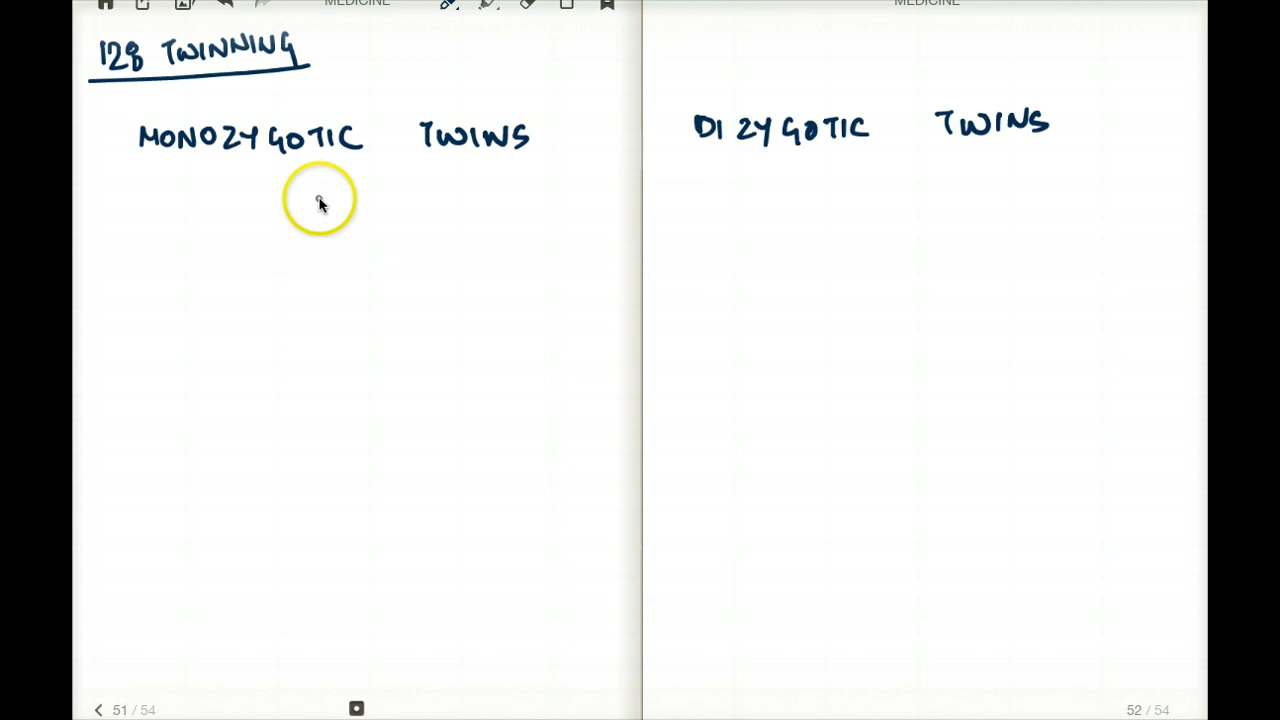 MEDICINE
MEDICINE
128 TWINNING
MONOZYGOTIC TWINS
DIZYGOTIC TWINS
51 / 54
52 / 54